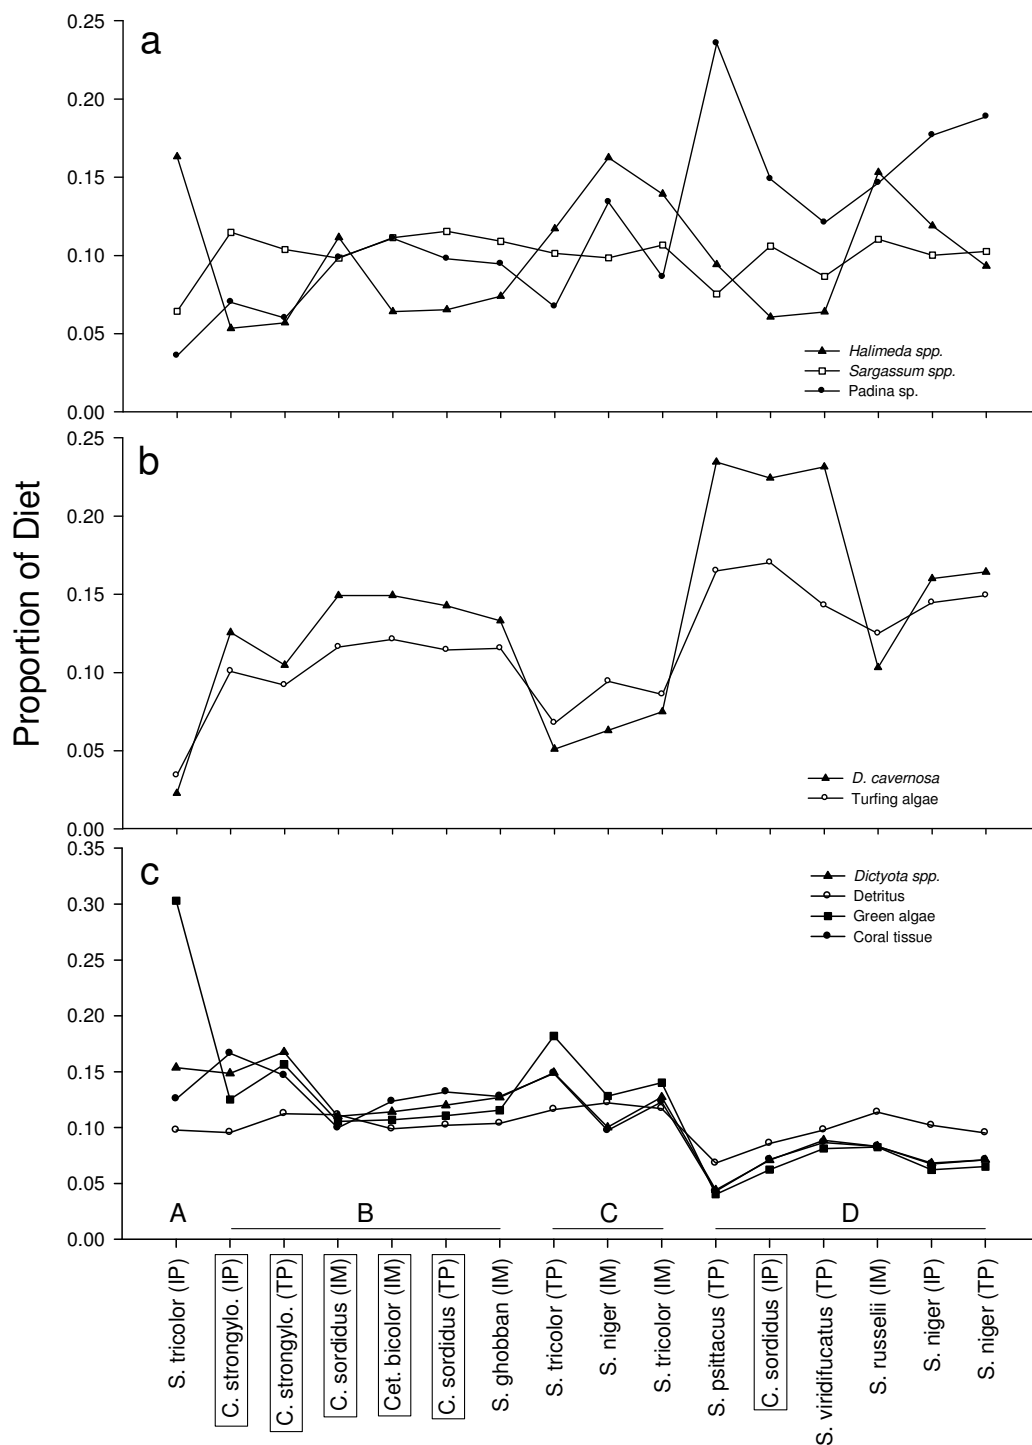 0.25
a
0.20
0.15
0.10
0.05
0.00
Halimeda spp.
Sargassum spp.
Padina sp.
0.25
b
0.20
0.15
0.10
0.05
0.00
D. cavernosa
Turfing algae
Proportion of Diet
0.35
c
0.30
0.25
0.20
0.15
0.10
0.05
0.00
Dictyota spp.
Detritus
Green algae
Coral tissue
A B C D
S. tricolor (IP)
C. strongylo. (IP)
C. strongylo. (TP)
C. sordidus (IM)
Cet. bicolor (IM)
C. sordidus (TP)
S. ghobban (IM)
S. tricolor (TP)
S. niger (IM)
S. tricolor (IM)
S. psittacus (TP)
C. sordidus (IP)
S. viridifucatus (TP)
S. russelii (IM)
S. niger (IP)
S. niger (TP)